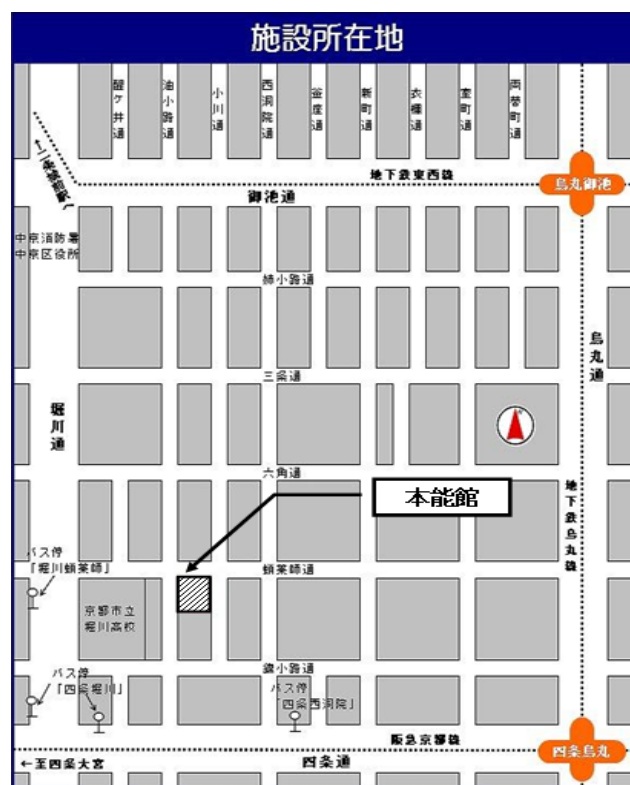 施設所在地
醒ヶ井通
油小路通
小川通
西洞院通
釜座通
新町通
衣棚通
室町通
両替町通
←二条城前駅へ
地下鉄東西線
烏丸御池
御池通
中京消防署
中京区役所
姉小路通
烏丸通
三条通
堀川通
六角通
本能館
地下鉄烏丸線
バス停
「堀川蛸薬師」
蛸薬師通
京都市立
堀川高校
錦小路通
バス停
「四条堀川」
バス停
「四条西洞院」
阪急京都線
四条烏丸
←至四条大宮
四条通